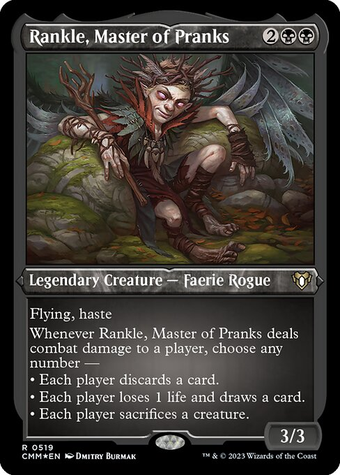 Rankle, Master of Pranks 2
Legendary Creature — Faerie Rogue
Flying, haste
Whenever Rankle, Master of Pranks deals
combat damage to a player, choose any
number —
• Each player discards a card.
• Each player loses 1 life and draws a card.
• Each player sacrifices a creature.
3/3
R 0519
CMM★EN Dmitry Burmak
™ & © 2023 Wizards of the Coast